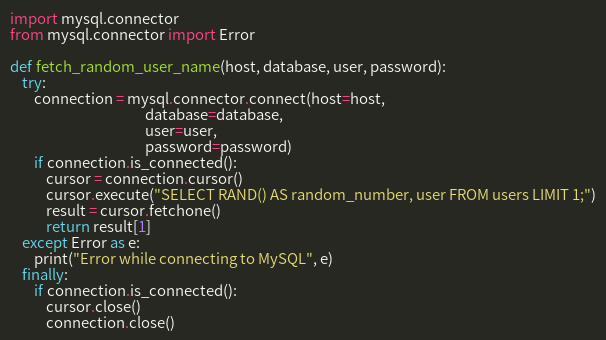 import mysql.connector
from mysql.connector import Error

def fetch_random_user_name(host, database, user, password):
    try:
        connection = mysql.connector.connect(host=host,
                                             database=database,
                                             user=user,
                                             password=password)
        if connection.is_connected():
            cursor = connection.cursor()
            cursor.execute("SELECT RAND() AS random_number, user FROM users LIMIT 1;")
            result = cursor.fetchone()
            return result[1]
    except Error as e:
        print("Error while connecting to MySQL", e)
    finally:
        if connection.is_connected():
            cursor.close()
            connection.close()